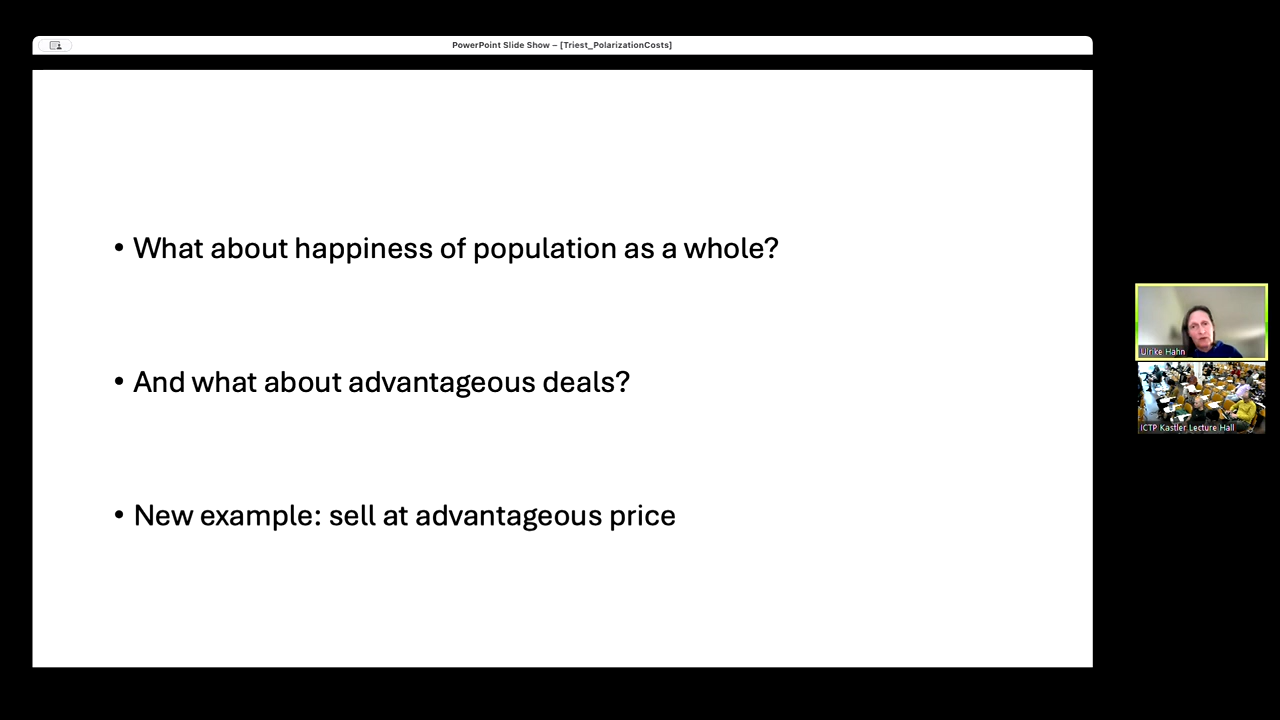 PowerPoint Slide Show – [Triest_PolarizationCosts]
• What about happiness of population as a whole?
• And what about advantageous deals?
• New example: sell at advantageous price
Ulrike Hahn
ICTP Kastler Lecture Hall